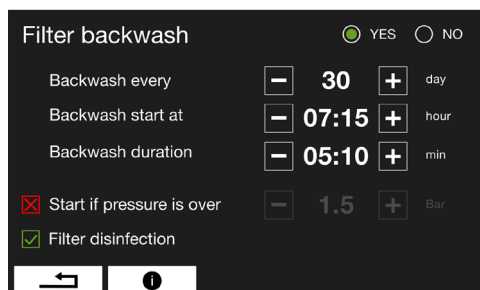 Filter backwash YES NO
Backwash every − 30 + day
Backwash start at − 07:15 + hour
Backwash duration − 05:10 + min
Start if pressure is over − 1.5 + Bar
Filter disinfection
i